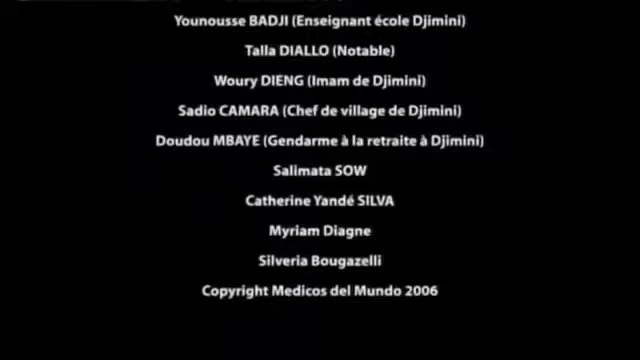 Younousse BADJI (Enseignant école Djimini)
Talla DIALLO (Notable)
Woury DIENG (Imam de Djimini)
Sadio CAMARA (Chef de village de Djimini)
Doudou MBAYE (Gendarme à la retraite à Djimini)
Salimata SOW
Catherine Yandé SILVA
Myriam Diagne
Silveria Bougazelli
Copyright Medicos del Mundo 2006